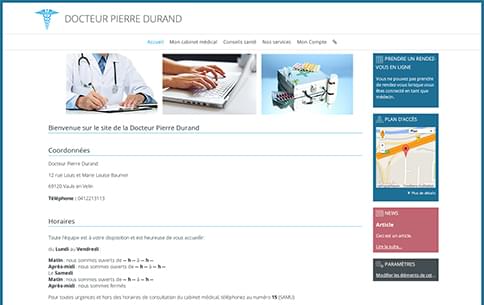 DOCTEUR PIERRE DURAND
Accueil Mon cabinet médical Conseils santé Nos services Mon Compte
PRENDRE UN RENDEZ-
VOUS EN LIGNE
Vous ne pouvez pas prendre
de rendez-vous lorsque vous
êtes connecté en tant que
médecin.
Bienvenue sur le site de la Docteur Pierre Durand
Coordonnées
Docteur Pierre Durand
12 rue Louis et Marie Louise Baumer
69120 Vaulx en Velin
Téléphone : 0412213113
PLAN D'ACCÈS
Plan
Plus de détails
Horaires
Toute l'équipe est à votre disposition et est heureuse de vous accueillir:
du Lundi au Vendredi
Matin : nous sommes ouverts de -- h -- à -- h --
Après-midi : nous sommes ouverts de -- h -- à -- h --
Le Samedi
Matin : nous sommes ouverts de -- h -- à -- h --
Après-midi : nous sommes fermés
Pour toutes urgences et hors des horaires de consultation du cabinet médical, téléphonez au numéro 15 (SAMU)
NEWS
Article
Ceci est un article
Lire la suite...
PARAMÈTRES
Modifier les éléments de cet...